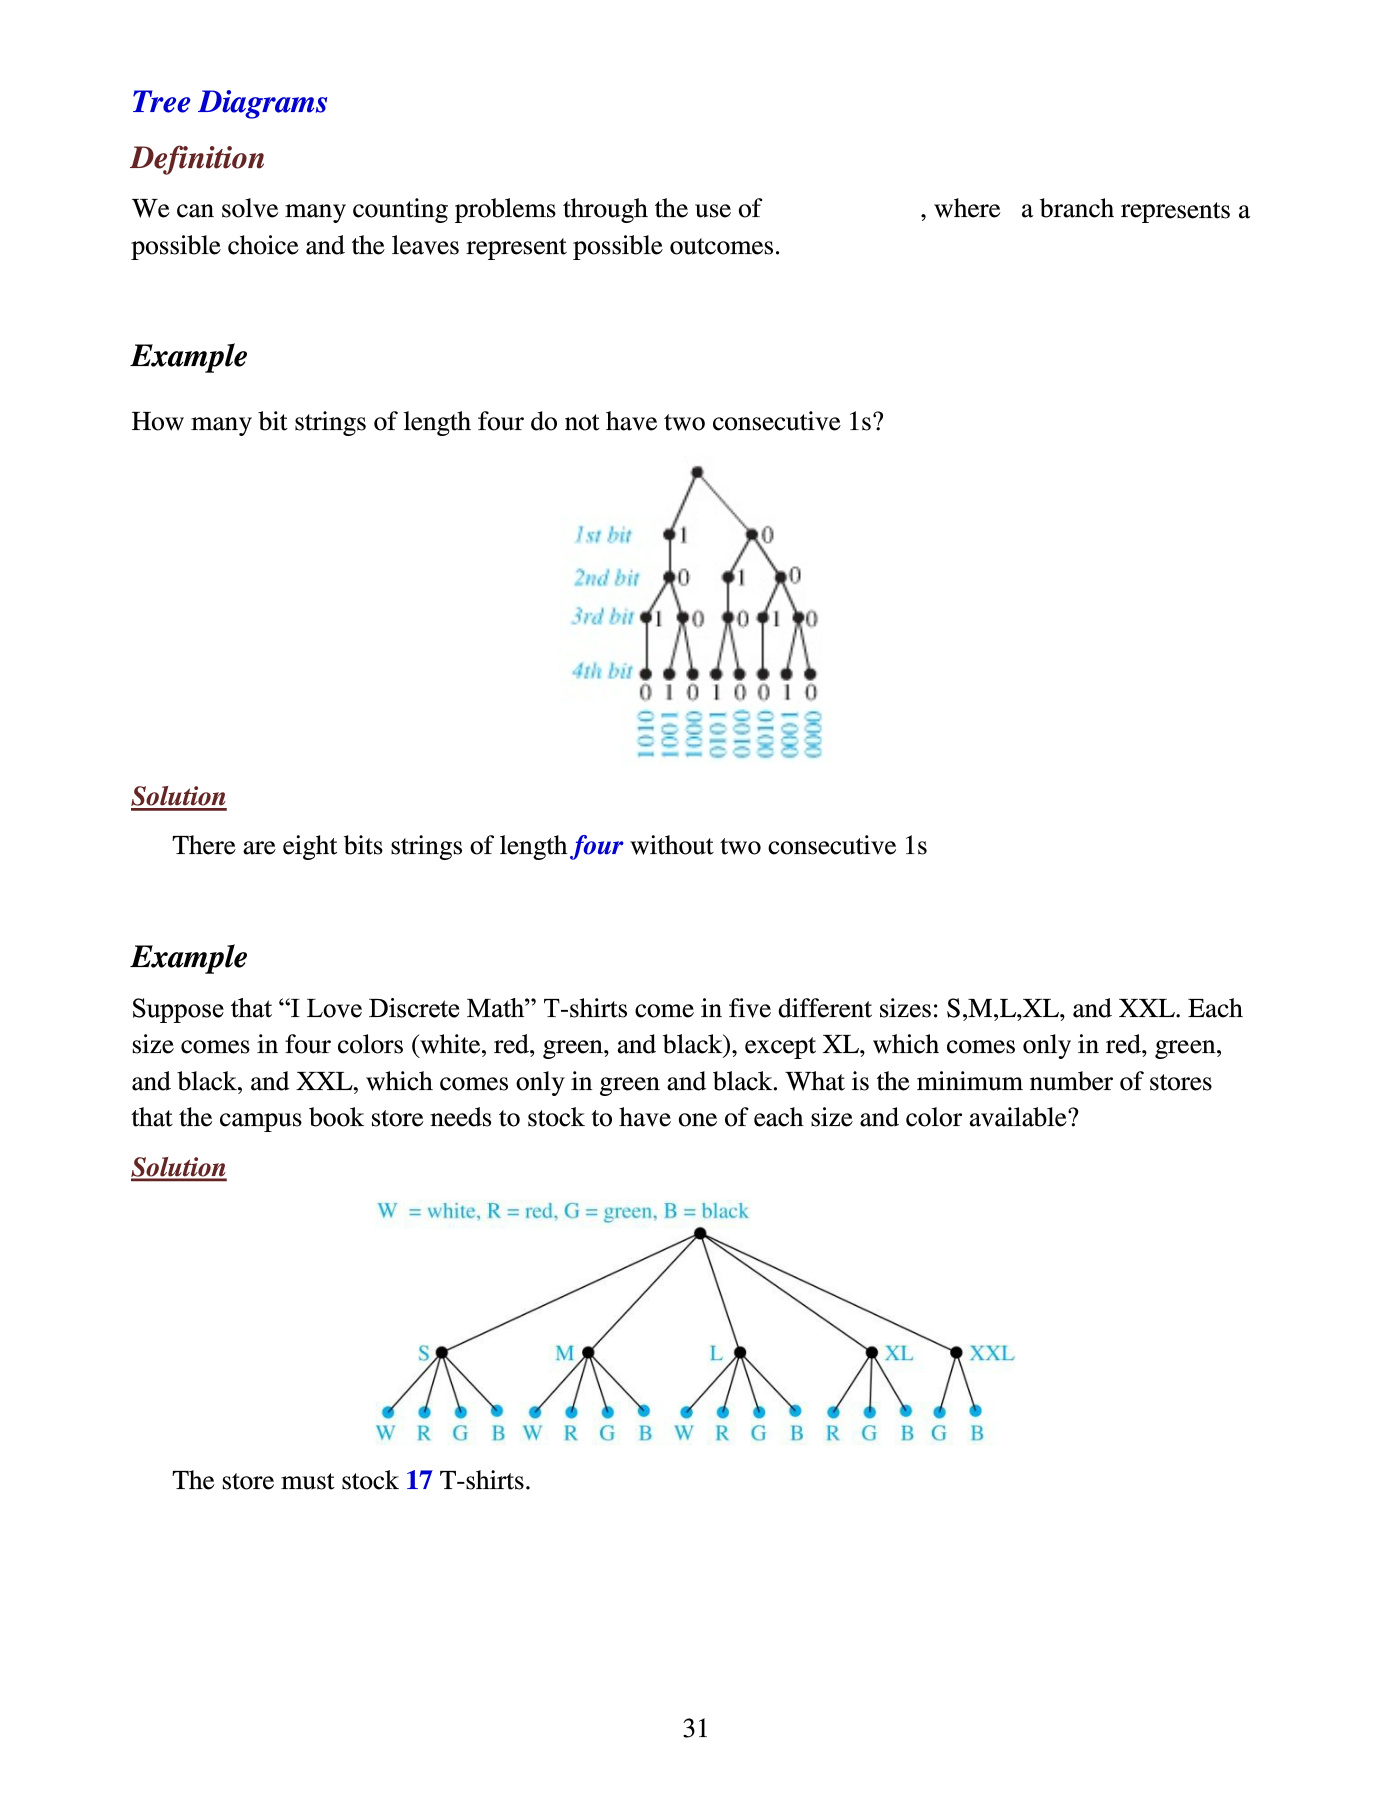 Tree Diagrams
Definition
We can solve many counting problems through the use of , where a branch represents a
possible choice and the leaves represent possible outcomes.
Example
How many bit strings of length four do not have two consecutive 1s?
1st bit 1 0
2nd bit 0 1 0
3rd bit 1 0 0 1 0
4th bit
0 1 0 1 0 0 1 0
1010 1001 1000 0101 0100 0010 0001 0000
Solution
There are eight bits strings of length four without two consecutive 1s
Example
Suppose that “I Love Discrete Math” T-shirts come in five different sizes: S,M,L,XL, and XXL. Each
size comes in four colors (white, red, green, and black), except XL, which comes only in red, green,
and black, and XXL, which comes only in green and black. What is the minimum number of stores
that the campus book store needs to stock to have one of each size and color available?
Solution
W = white, R = red, G = green, B = black
S M L XL XXL
W R G B W R G B W R G B R G B G B
The store must stock 17 T-shirts.
31